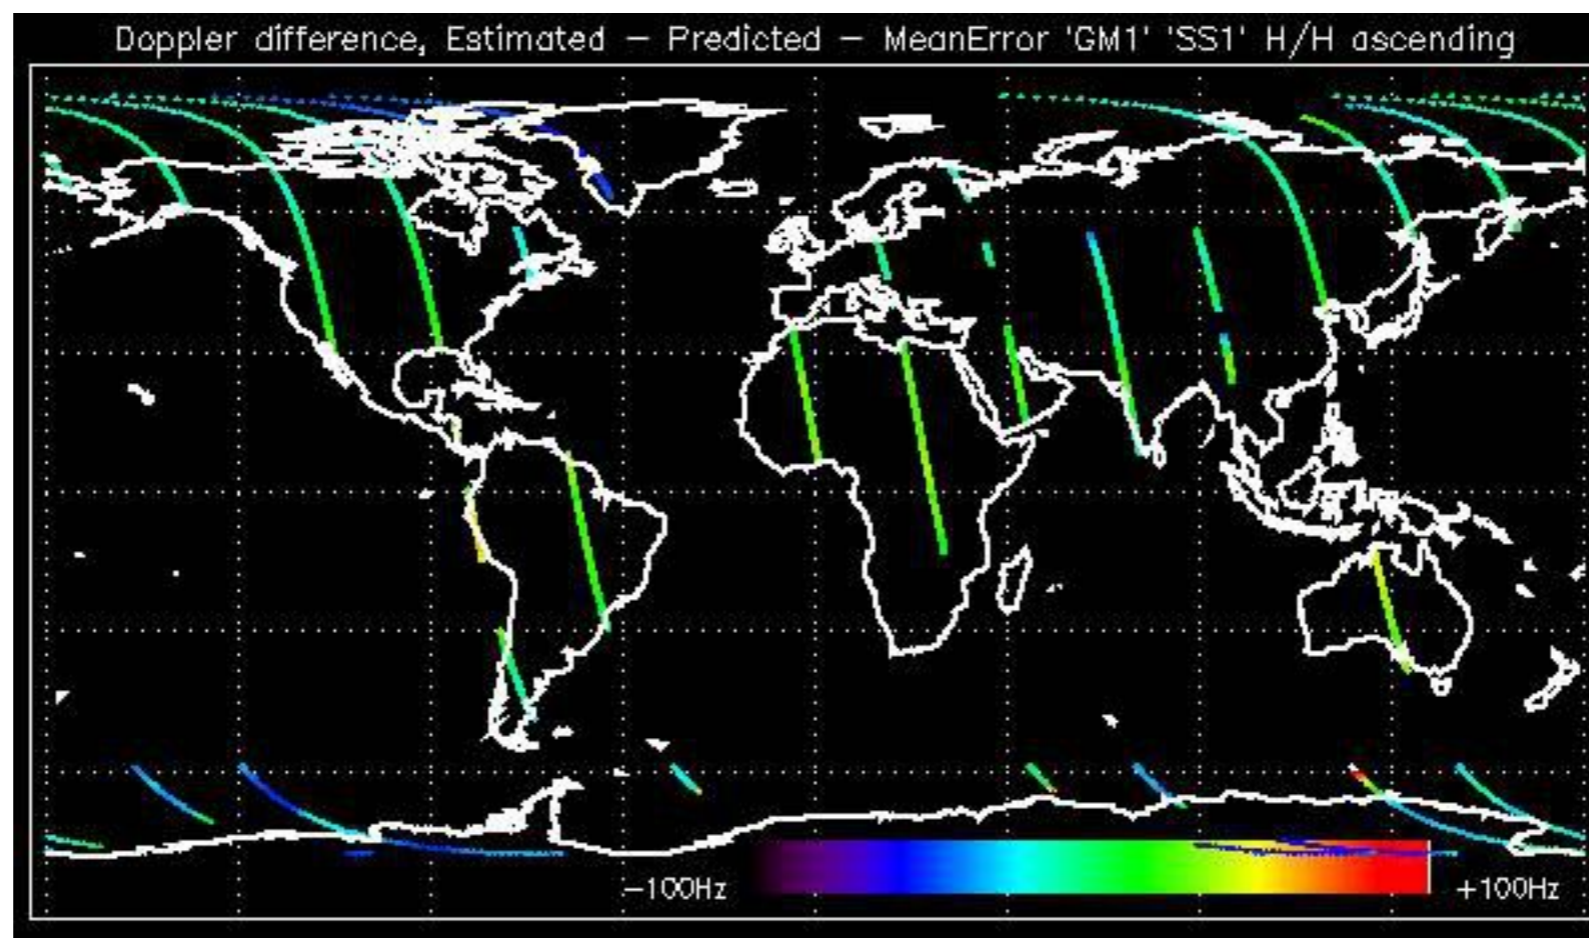 Doppler difference, Estimated – Predicted – MeanError 'GM1' 'SS1' H/H ascending
−100Hz
+100Hz